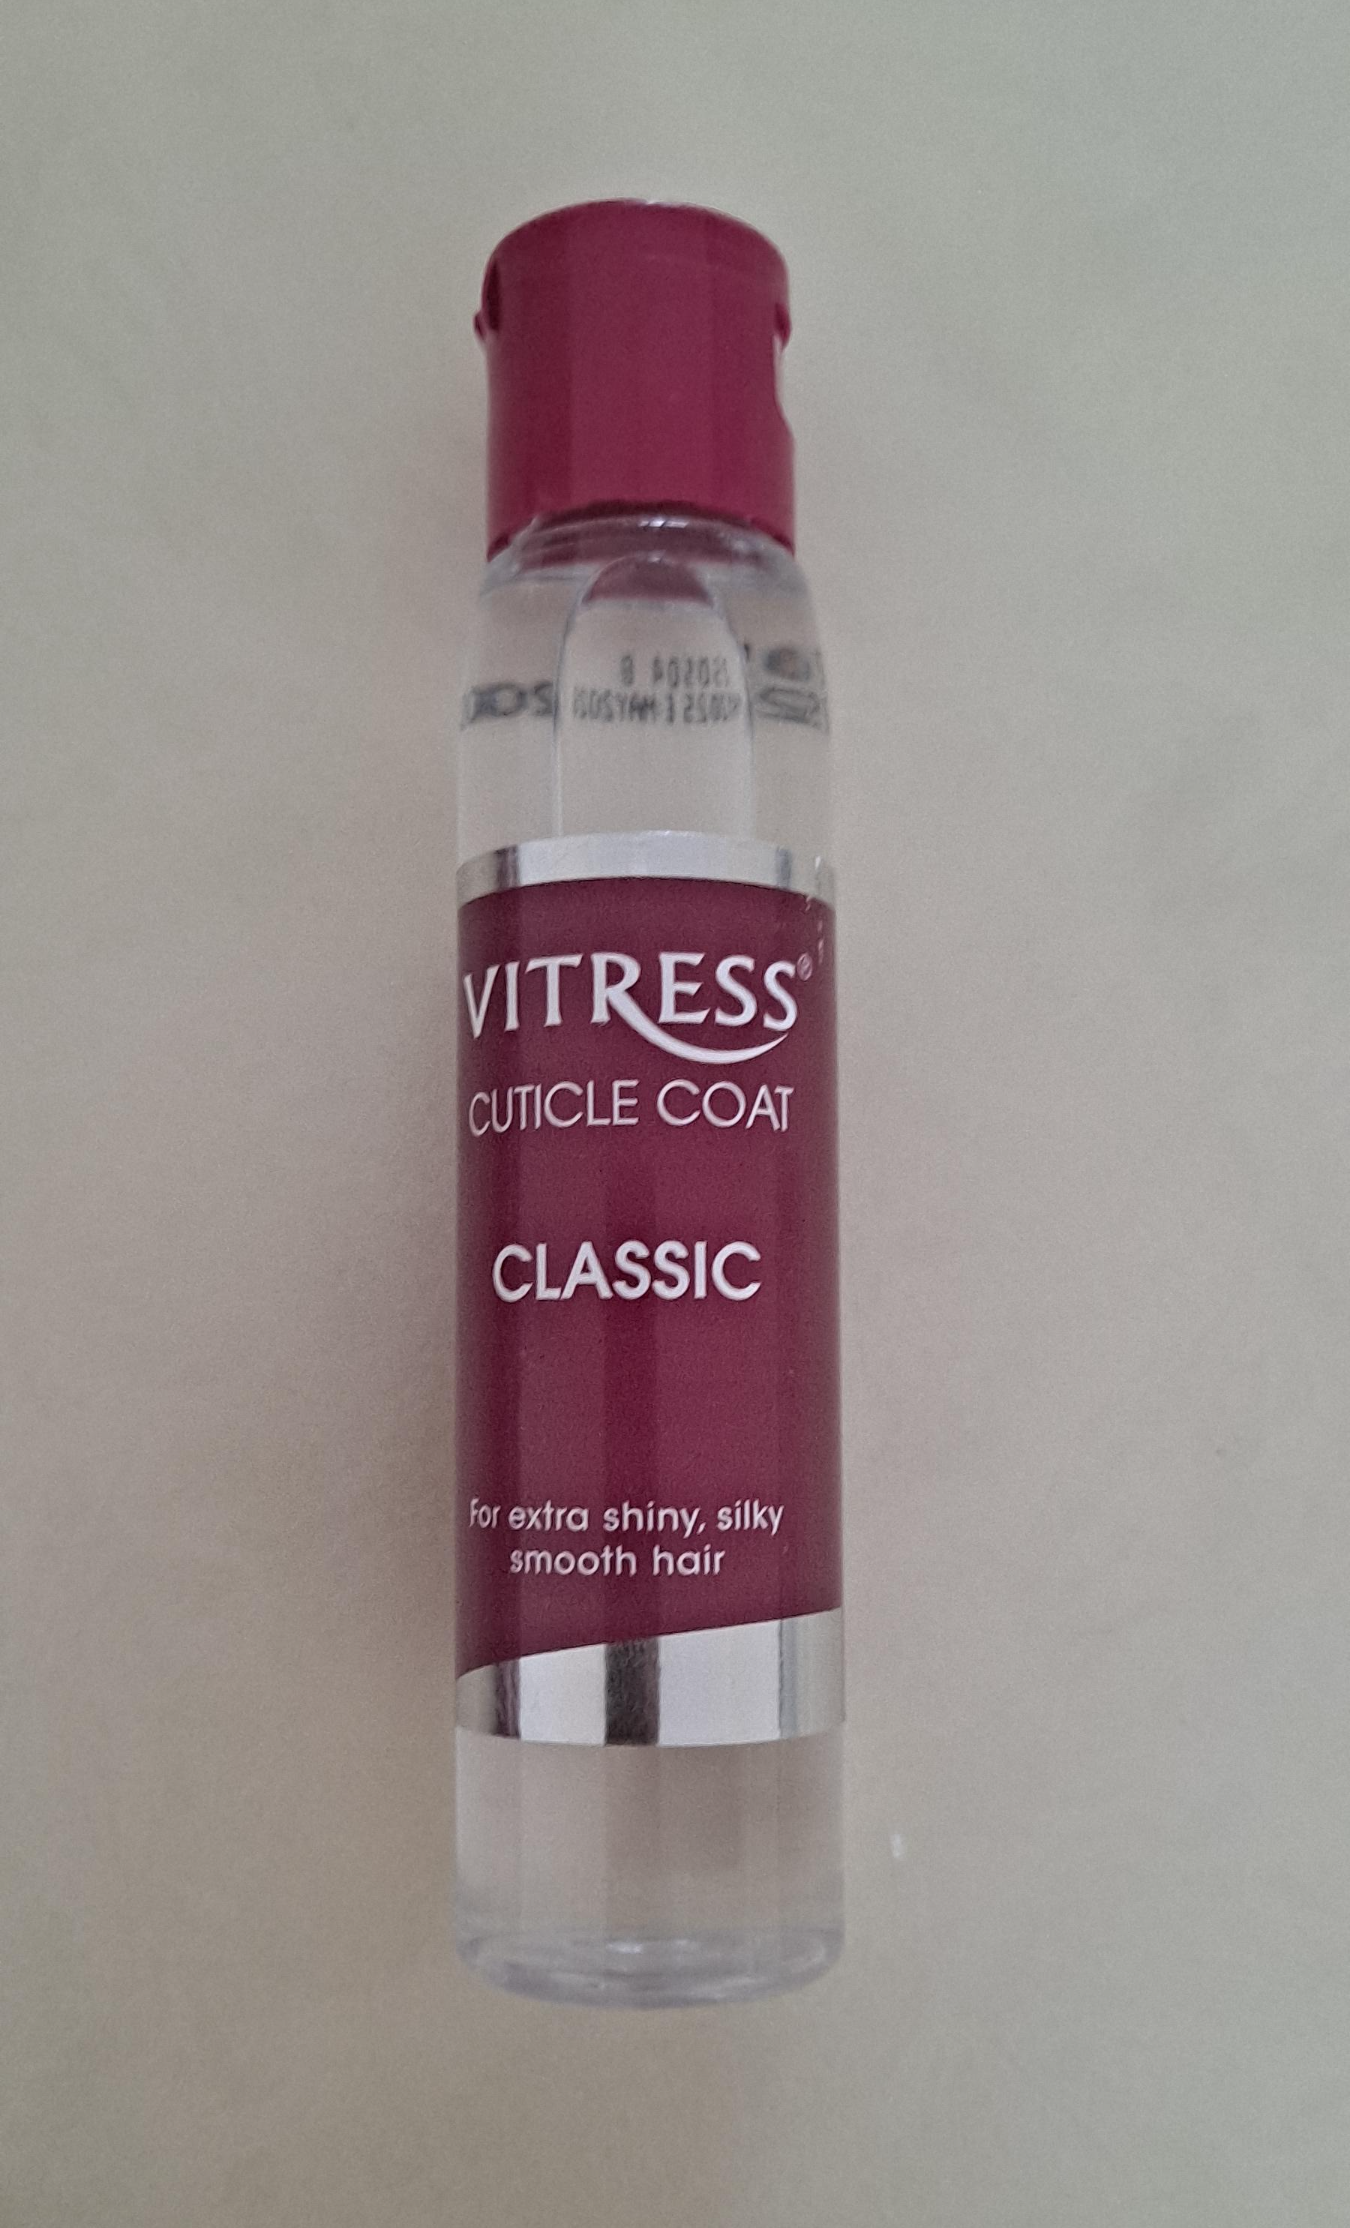 VITRESS®
CUTICLE COAT
CLASSIC
For extra shiny, silky
smooth hair